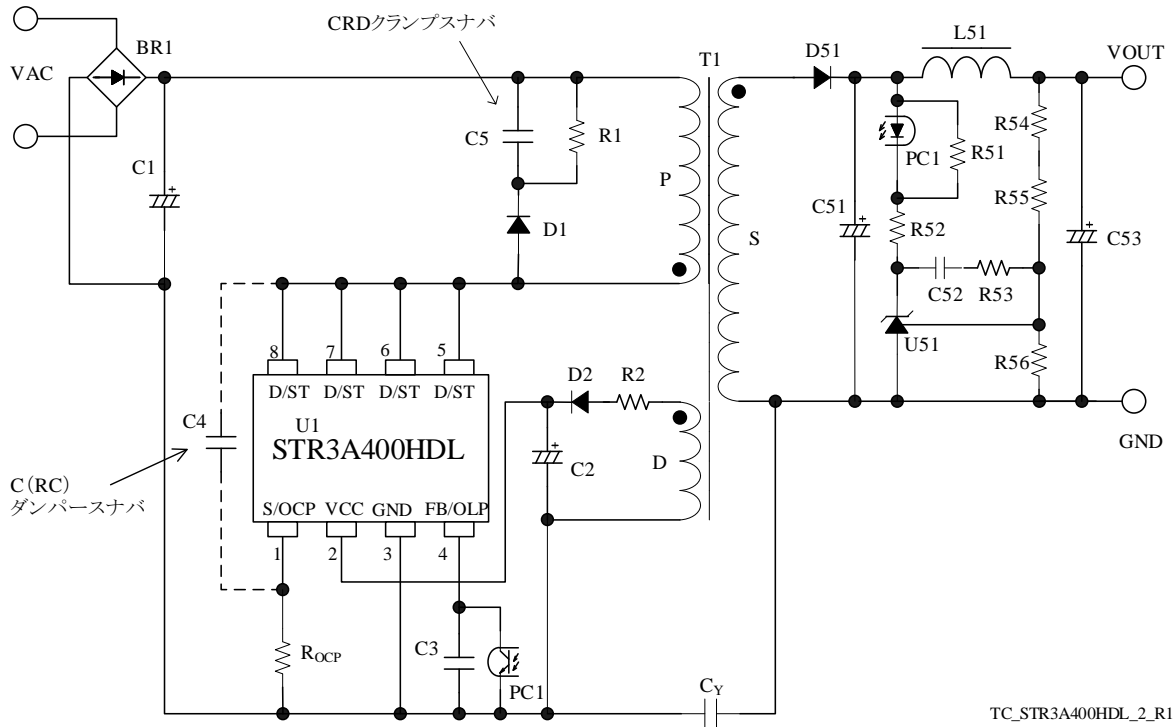 CRDクランプスナバ
L51
BR1
D51
VOUT
VAC
T1
C5
R1
R54
PC1
R51
C1
P
R55
C51
R52
S
C53
D1
C52
R53
U51
R56
8
7
6
5
D2
R2
D/ST
D/ST
D/ST
D/ST
C4
U1
GND
STR3A400HDL
C2
D
C(RC)
ダンパースナバ
S/OCP
VCC
GND
FB/OLP
1
2
3
4
C3
ROCP
PC1
CY
TC_STR3A400HDL_2_R1